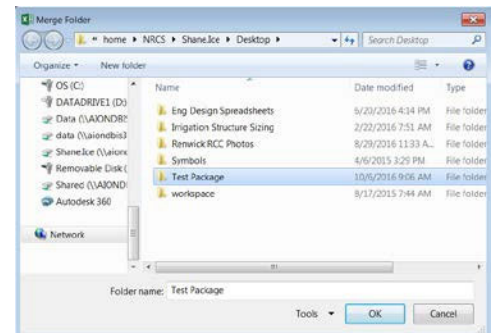 Merge Folder
« home ▸ NRCS ▸ Shane.Ice ▸ Desktop ▸
Search Desktop
Organize New folder
Name Date modified Type
OS (C:)
DATADRIVE1 (D:)
Data (\\AIONDBI
data (\\aiondbis3
Shane.Ice (\\aion
Removable Disk (
Shared (\\AIOND
Autodesk 360
Network
Eng Design Spreadsheets 6/20/2016 4:14 PM File folder
Irrigation Structure Sizing 2/22/2016 7:51 AM File folder
Renwick RCC Photos 8/29/2016 11:33 A... File folder
Symbols 4/6/2015 3:29 PM File folder
Test Package 10/6/2016 9:06 AM File folder
workspace 8/17/2015 7:44 AM File folder
Folder name: Test Package
Tools OK Cancel